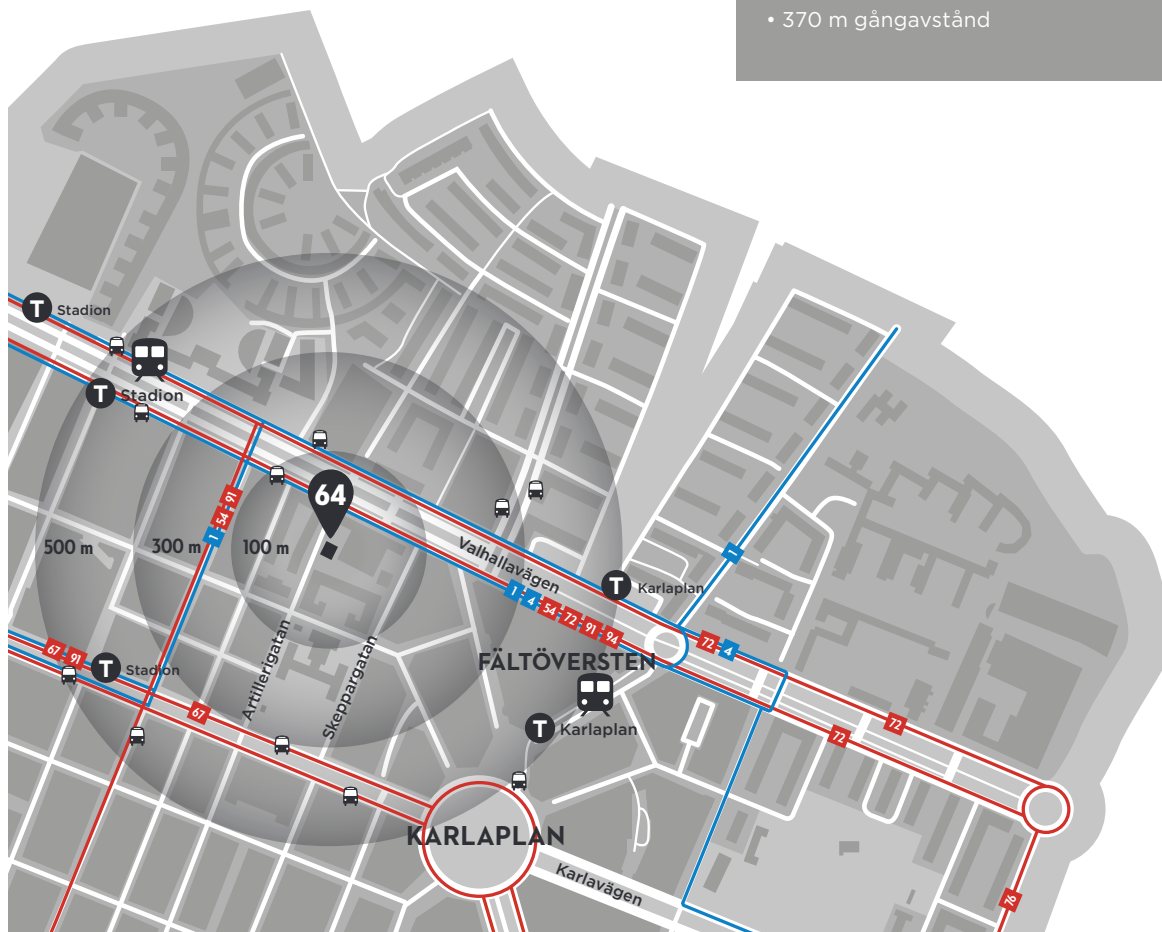 • 370 m gångavstånd
T Stadion
T Stadion
64
91
54
1
500 m
300 m
100 m
Valhallavägen
1 4 54 72 91 94
1
T Karlaplan
72 4
67 91
T Stadion
67
Artillerigatan
Skeppargatan
FÄLTÖVERSTEN
T Karlaplan
72
72
KARLAPLAN
Karlavägen
76